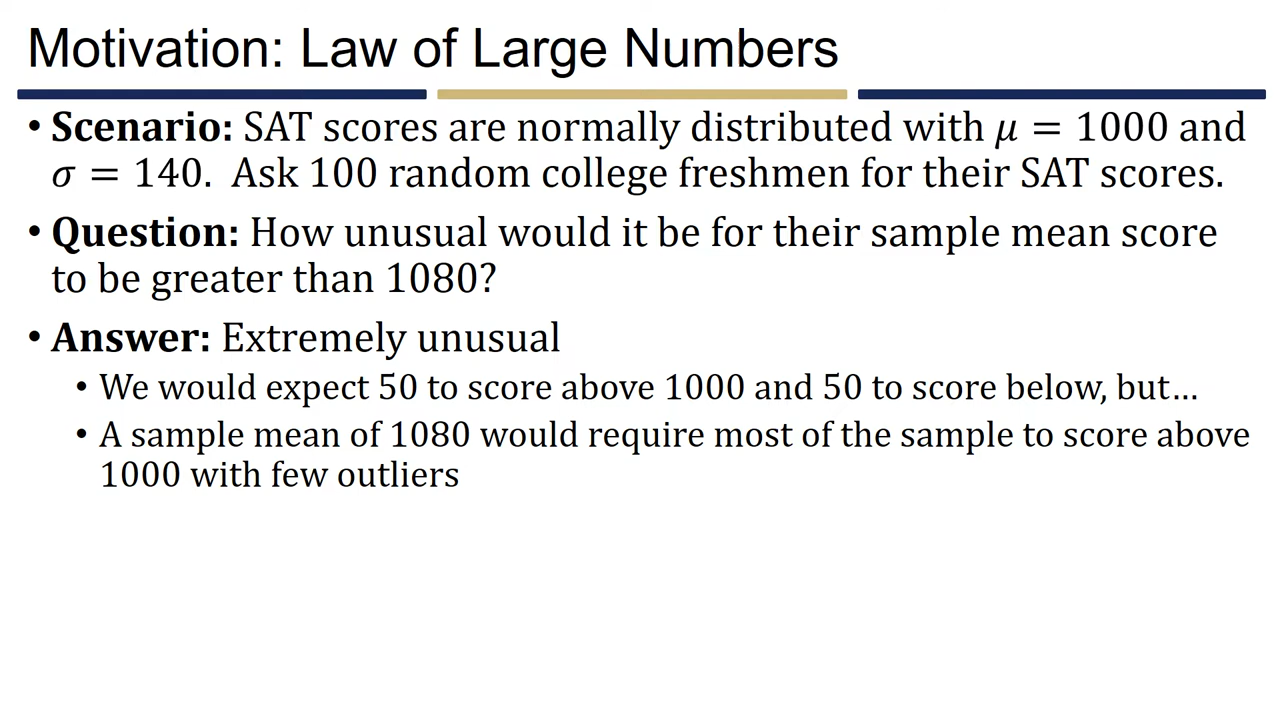 Motivation: Law of Large Numbers
• Scenario: SAT scores are normally distributed with μ = 1000 and
σ = 140. Ask 100 random college freshmen for their SAT scores.
• Question: How unusual would it be for their sample mean score
to be greater than 1080?
• Answer: Extremely unusual
• We would expect 50 to score above 1000 and 50 to score below, but…
• A sample mean of 1080 would require most of the sample to score above
1000 with few outliers